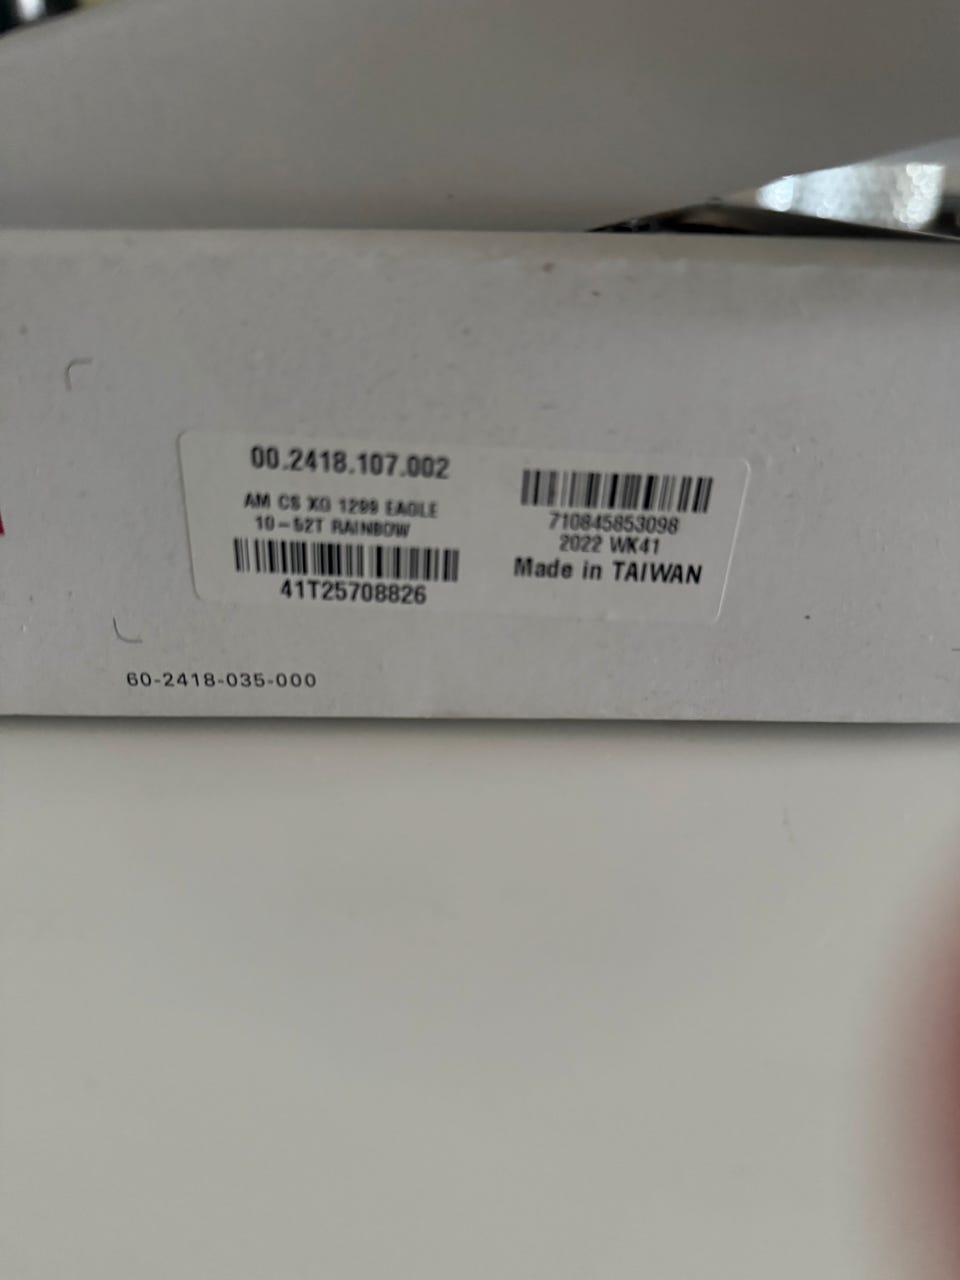 00.2418.107.002
AM CS XG 1299 EAGLE
10-52T RAINBOW
41T25708826
710845853098
2022 WK41
Made in TAIWAN
60-2418-035-000